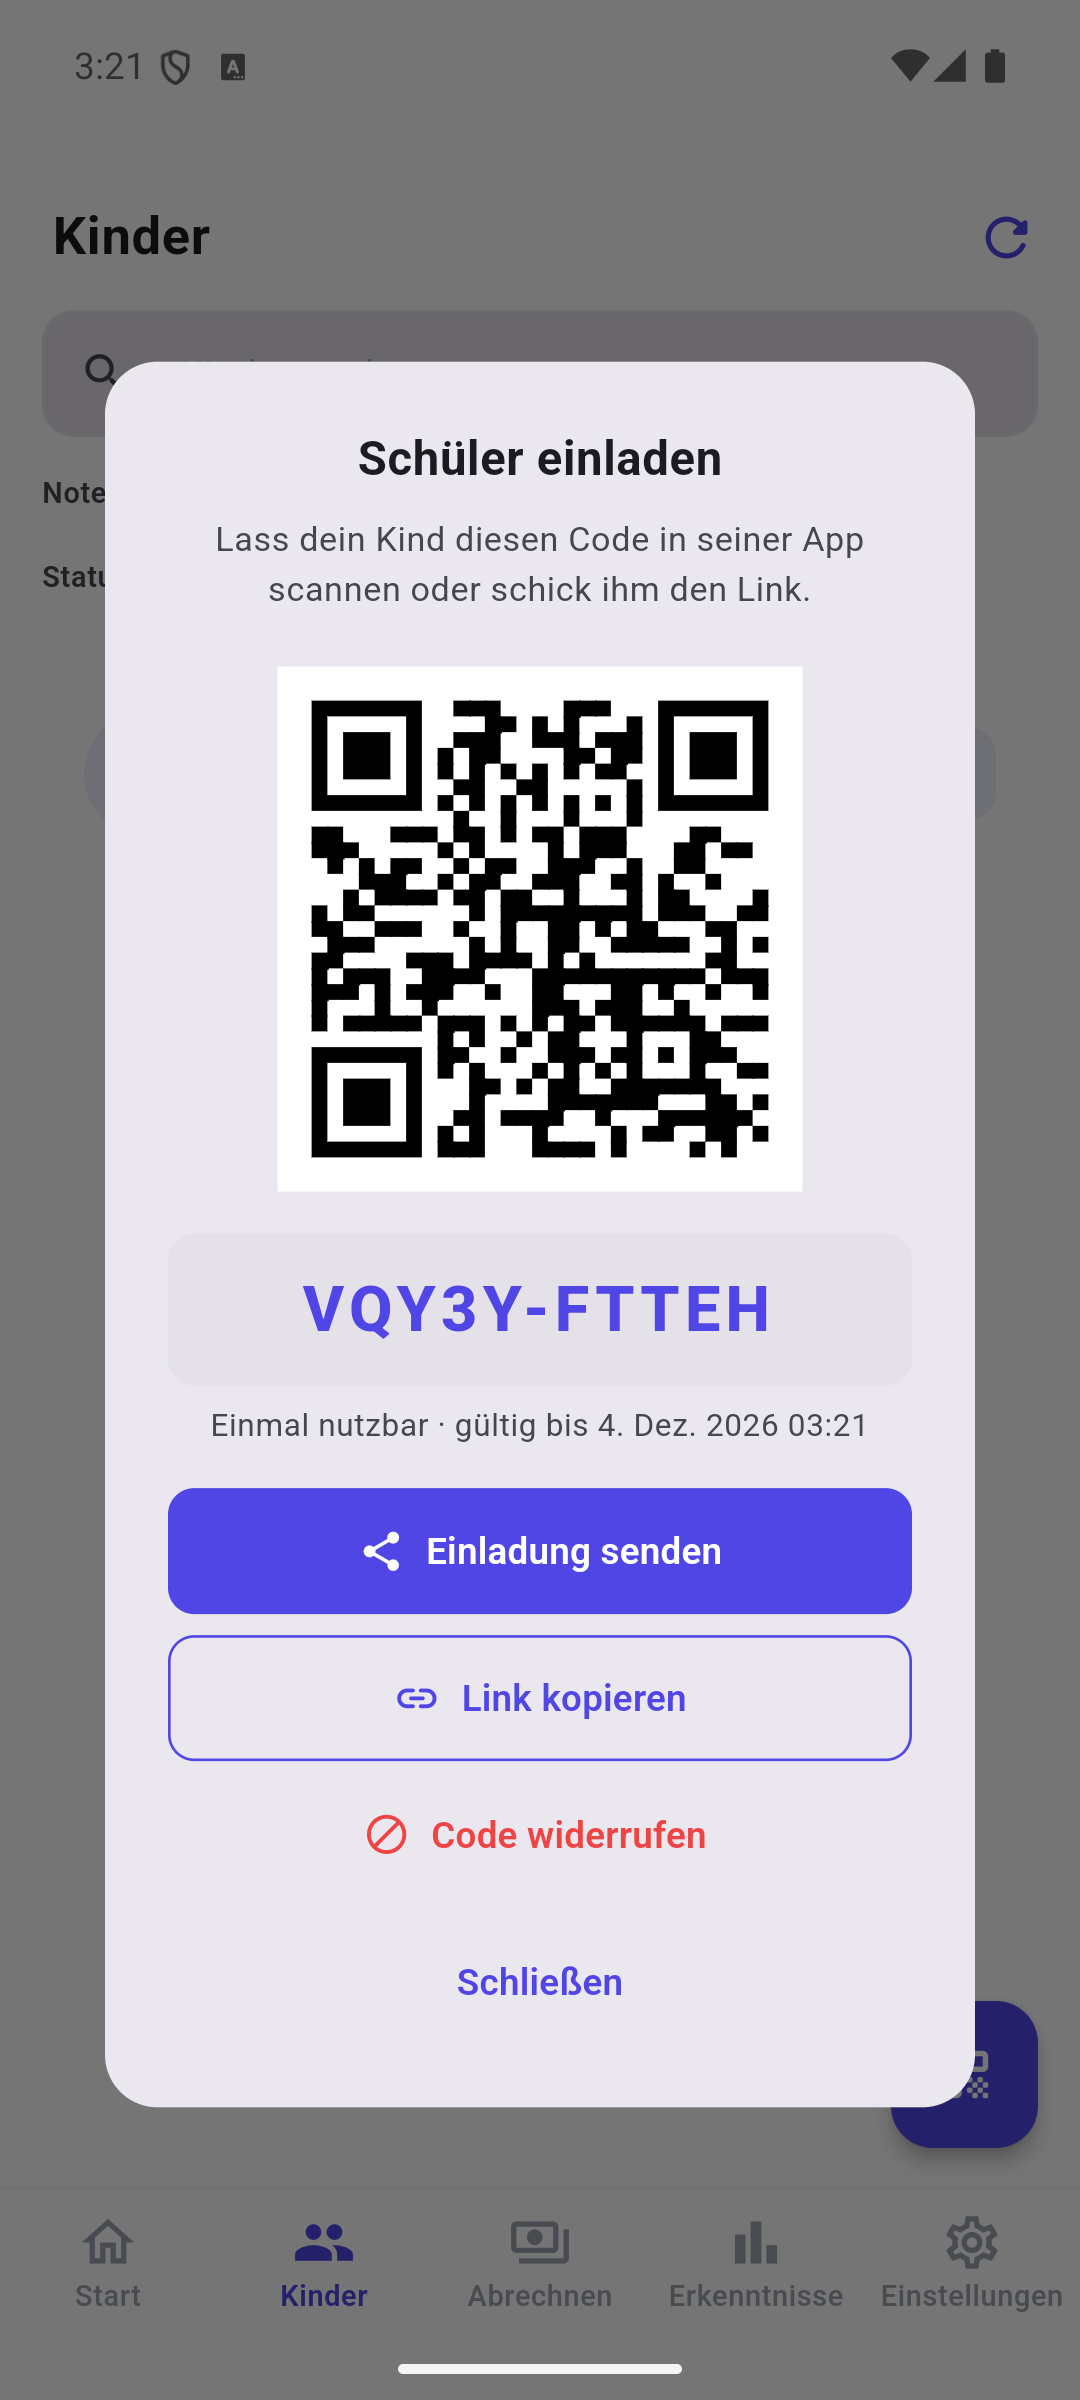 3:21
Kinder
Schüler einladen
Lass dein Kind diesen Code in seiner App
scannen oder schick ihm den Link.
VQY3Y-FTTEH
Einmal nutzbar · gültig bis 4. Dez. 2026 03:21
Einladung senden
Link kopieren
Code widerrufen
Schließen
Start
Kinder
Abrechnen
Erkenntnisse
Einstellungen